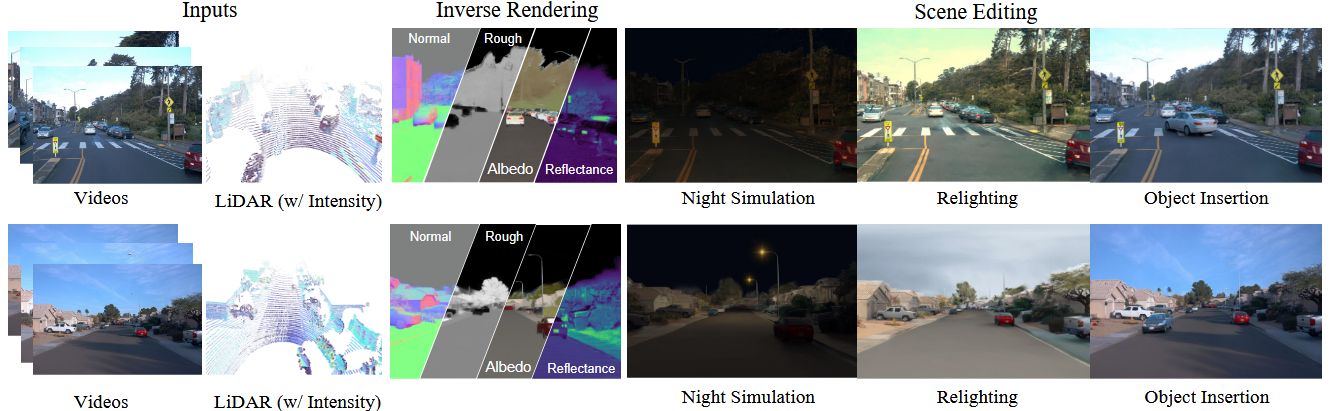 Inputs
Inverse Rendering
Scene Editing
Normal
Rough
Albedo
Reflectance
Videos
LiDAR (w/ Intensity)
Night Simulation
Relighting
Object Insertion
Normal
Rough
Albedo
Reflectance
Videos
LiDAR (w/ Intensity)
Night Simulation
Relighting
Object Insertion